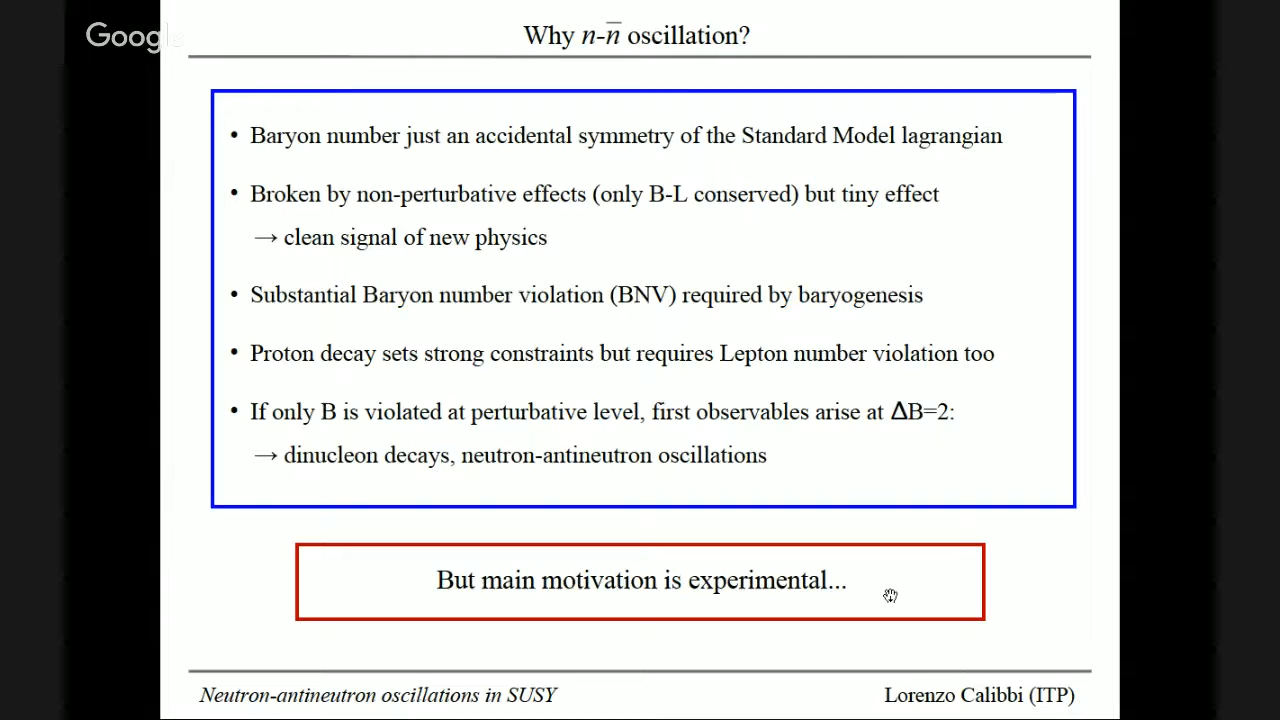 Google
Why n-n̅ oscillation?
• Baryon number just an accidental symmetry of the Standard Model lagrangian
• Broken by non-perturbative effects (only B-L conserved) but tiny effect
→ clean signal of new physics
• Substantial Baryon number violation (BNV) required by baryogenesis
• Proton decay sets strong constraints but requires Lepton number violation too
• If only B is violated at perturbative level, first observables arise at ΔB=2:
→ dinucleon decays, neutron-antineutron oscillations
But main motivation is experimental...
Neutron-antineutron oscillations in SUSY
Lorenzo Calibbi (ITP)